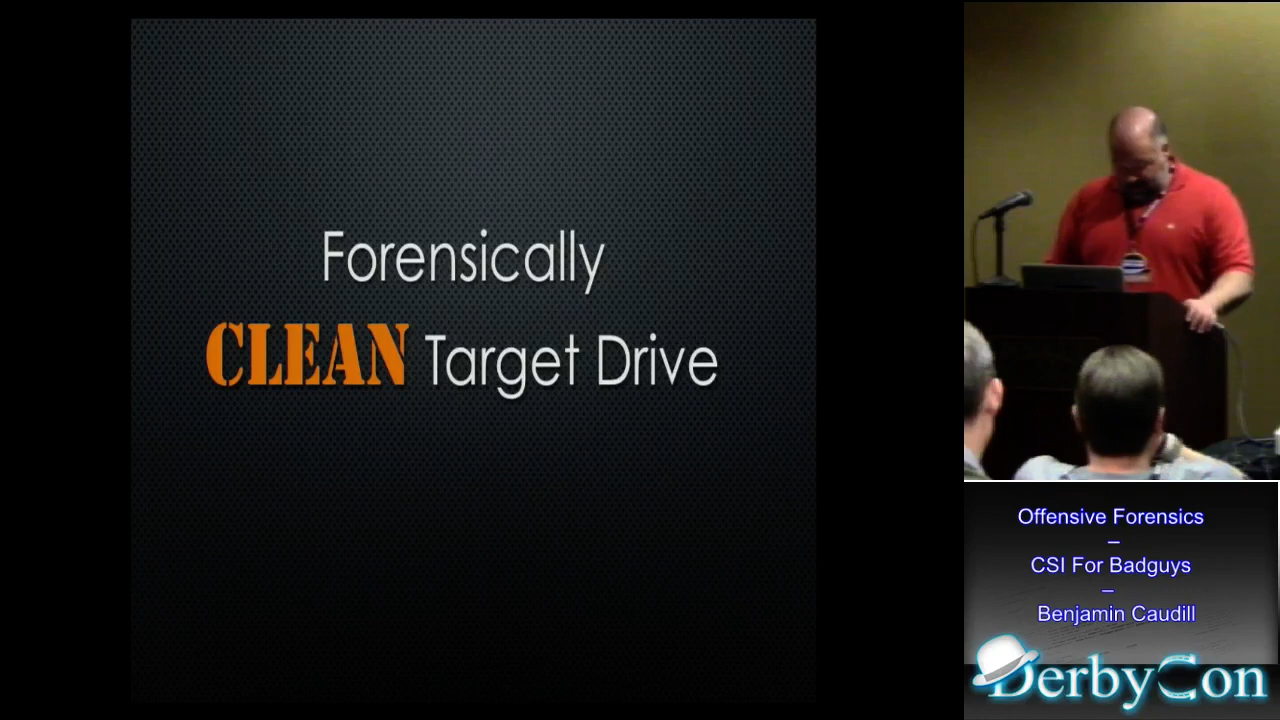 Forensically
CLEAN Target Drive
Offensive Forensics
–
CSI For Badguys
–
Benjamin Caudill
DerbyCon